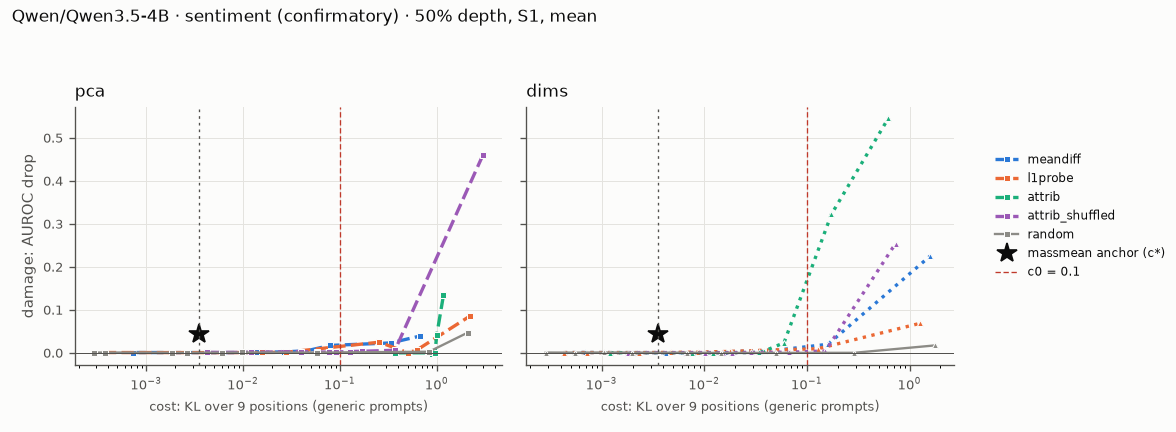 Qwen/Qwen3.5-4B · sentiment (confirmatory) · 50% depth, S1, mean
pca
dims
damage: AUROC drop
0.5
0.4
0.3
0.2
0.1
0.0
10⁻³
10⁻²
10⁻¹
10⁰
10⁻³
10⁻²
10⁻¹
10⁰
cost: KL over 9 positions (generic prompts)
cost: KL over 9 positions (generic prompts)
meandiff
l1probe
attrib
attrib_shuffled
random
massmean anchor (c*)
c0 = 0.1